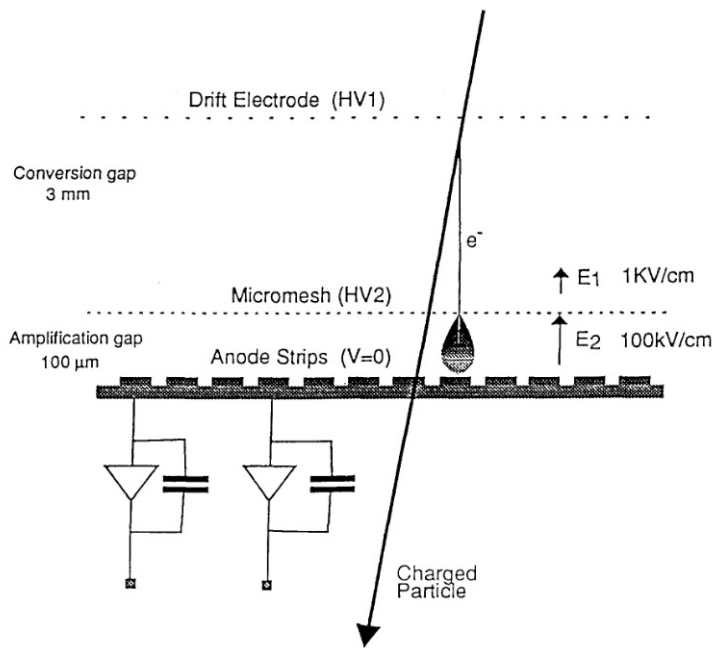 Drift Electrode (HV1)
Conversion gap
3 mm
e-
E1 1KV/cm
Micromesh (HV2)
Amplification gap
100 μm
E2 100kV/cm
Anode Strips (V=0)
Charged
Particle